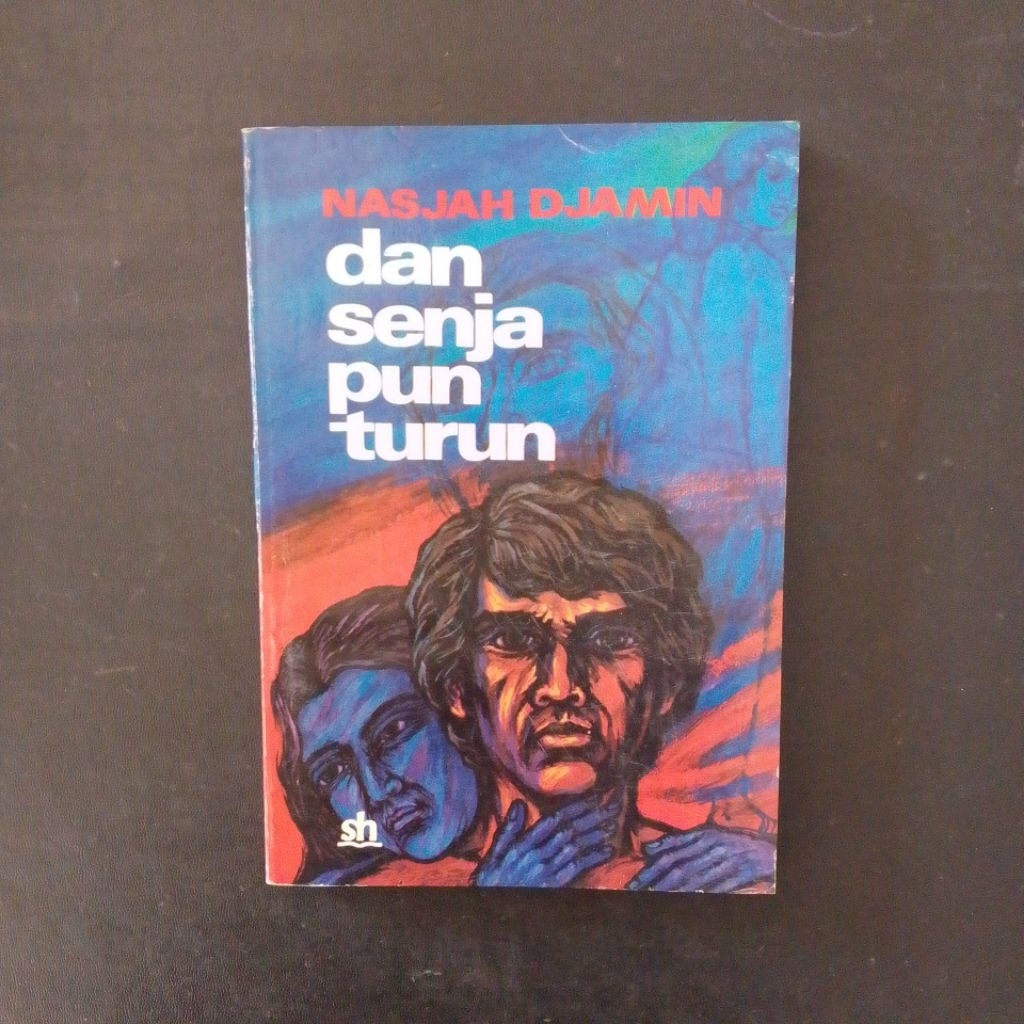 NASJAH DJAMIN
dan
senja
pun
turun
sh